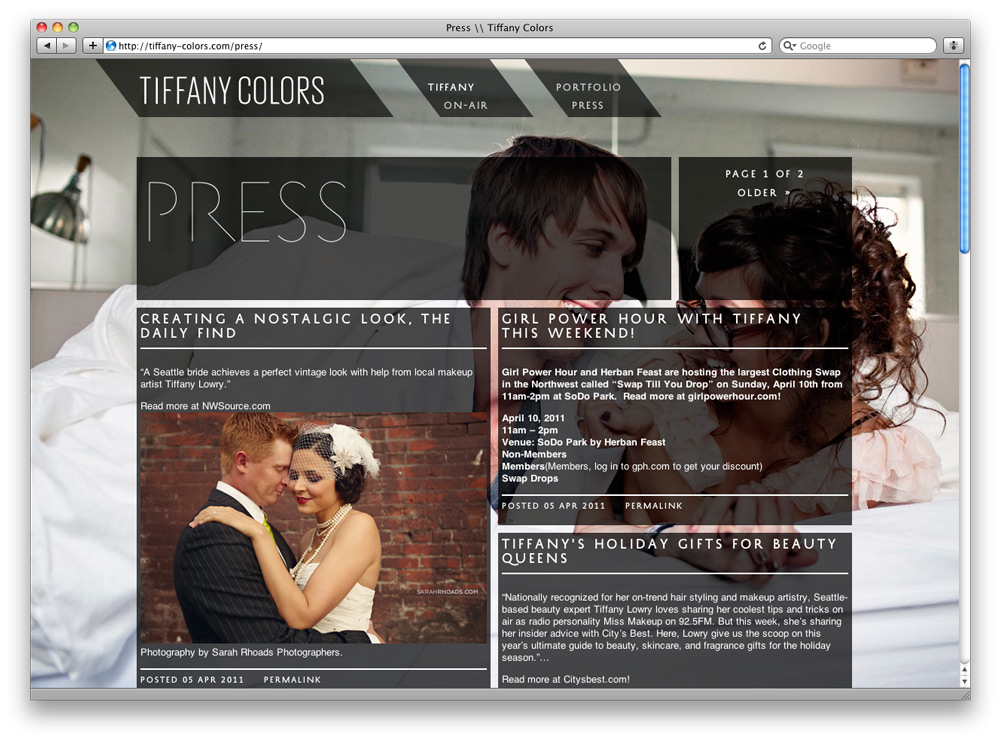 Press \\ Tiffany Colors
http://tiffany-colors.com/press/
Google
TIFFANY COLORS
TIFFANY
ON-AIR
PORTFOLIO
PRESS
PRESS
PAGE 1 OF 2
OLDER »
CREATING A NOSTALGIC LOOK, THE
DAILY FIND
“A Seattle bride achieves a perfect vintage look with help from local makeup
artist Tiffany Lowry.”
Read more at NWSource.com
SARAHRHOADS.COM
Photography by Sarah Rhoads Photographers.
POSTED 05 APR 2011 PERMALINK
GIRL POWER HOUR WITH TIFFANY
THIS WEEKEND!
Girl Power Hour and Herban Feast are hosting the largest Clothing Swap
in the Northwest called “Swap Till You Drop” on Sunday, April 10th from
11am-2pm at SoDo Park.  Read more at girlpowerhour.com!
April 10, 2011
11am – 2pm
Venue: SoDo Park by Herban Feast
Non-Members
Members(Members, log in to gph.com to get your discount)
Swap Drops
POSTED 05 APR 2011 PERMALINK
TIFFANY'S HOLIDAY GIFTS FOR BEAUTY
QUEENS
“Nationally recognized for her on-trend hair styling and makeup artistry, Seattle-
based beauty expert Tiffany Lowry loves sharing her coolest tips and tricks on
air as radio personality Miss Makeup on 92.5FM. But this week, she’s sharing
her insider advice with City’s Best. Here, Lowry give us the scoop on this
year’s ultimate guide to beauty, skincare, and fragrance gifts for the holiday
season.”…
Read more at Citysbest.com!